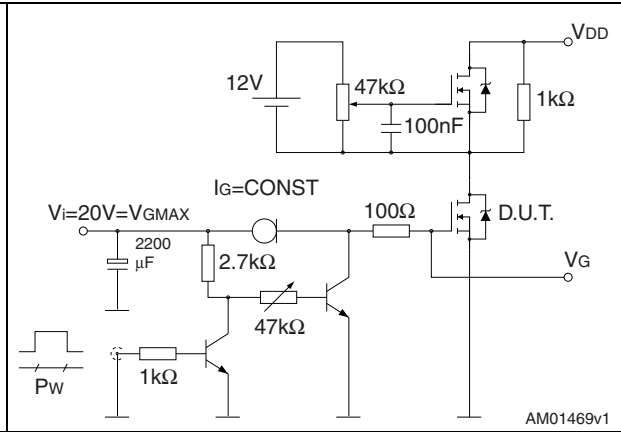 VDD
12V
47kΩ
1kΩ
100nF
IG=CONST
Vi=20V=VGMAX
100Ω
D.U.T.
2200
μF
2.7kΩ
VG
47kΩ
1kΩ
PW
AM01469v1